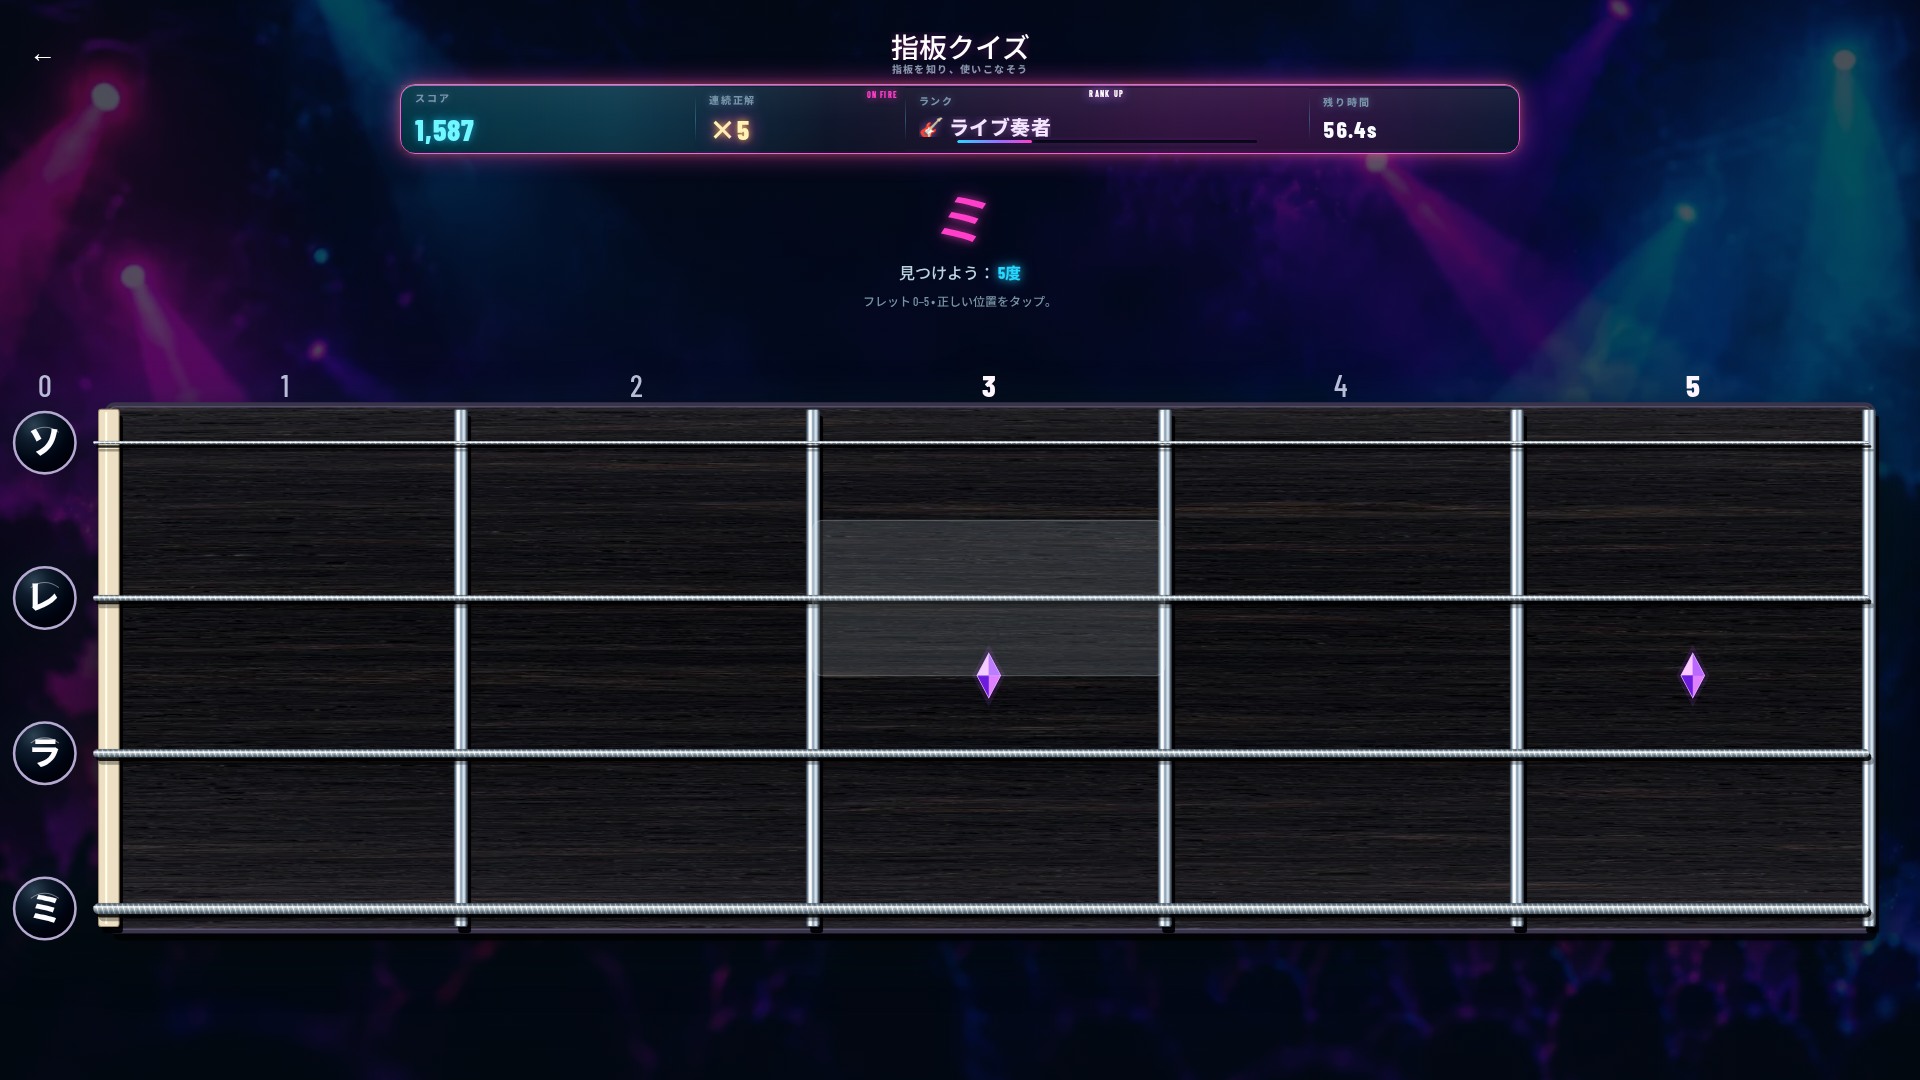 ←
指板クイズ
指板を知り、使いこなそう
スコア
1,587
連続正解
×5
ON FIRE
ランク
🎸 ライブ奏者
RANK UP
残り時間
56.4s
ミ
見つけよう： 5度
フレット 0–5 • 正しい位置をタップ。
0 1 2 3 4 5
ソ
レ
ラ
ミ